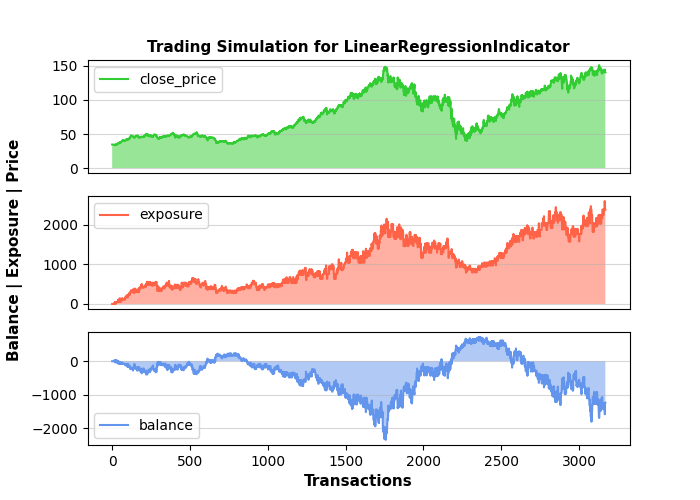 Trading Simulation for LinearRegressionIndicator
150
100
50
0
close_price
2000
1000
0
exposure
0
−1000
−2000
balance
0 500 1000 1500 2000 2500 3000
Transactions
Balance | Exposure | Price